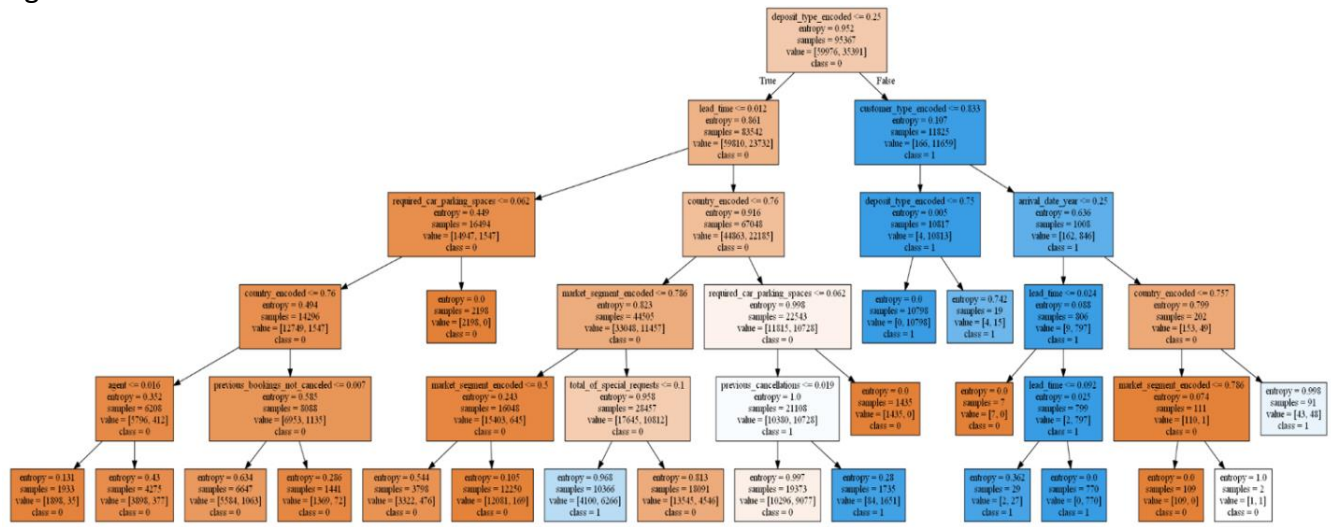 deposit_type_encoded <= 0.25
entropy = 0.952
samples = 95367
value = [59976, 35391]
class = 0
True
False
lead_time <= 0.012
entropy = 0.861
samples = 83542
value = [59810, 23732]
class = 0
customer_type_encoded <= 0.833
entropy = 0.107
samples = 11825
value = [166, 11659]
class = 1
required_car_parking_spaces <= 0.062
entropy = 0.449
samples = 16494
value = [14947, 1547]
class = 0
country_encoded <= 0.76
entropy = 0.916
samples = 67048
value = [44863, 22185]
class = 0
deposit_type_encoded <= 0.75
entropy = 0.005
samples = 10817
value = [4, 10813]
class = 1
arrival_date_year <= 0.25
entropy = 0.636
samples = 1008
value = [162, 846]
class = 1
country_encoded <= 0.76
entropy = 0.494
samples = 14296
value = [12749, 1547]
class = 0
entropy = 0.0
samples = 2198
value = [2198, 0]
class = 0
market_segment_encoded <= 0.786
entropy = 0.823
samples = 44505
value = [33048, 11457]
class = 0
required_car_parking_spaces <= 0.062
entropy = 0.998
samples = 22543
value = [11815, 10728]
class = 0
entropy = 0.0
samples = 10798
value = [0, 10798]
class = 1
entropy = 0.742
samples = 19
value = [4, 15]
class = 1
lead_time <= 0.024
entropy = 0.088
samples = 806
value = [9, 797]
class = 1
country_encoded <= 0.757
entropy = 0.799
samples = 202
value = [153, 49]
class = 0
agent <= 0.016
entropy = 0.352
samples = 6208
value = [5796, 412]
class = 0
previous_bookings_not_canceled <= 0.007
entropy = 0.585
samples = 8088
value = [6953, 1135]
class = 0
market_segment_encoded <= 0.5
entropy = 0.243
samples = 16048
value = [15403, 645]
class = 0
total_of_special_requests <= 0.1
entropy = 0.958
samples = 28457
value = [17645, 10812]
class = 0
previous_cancellations <= 0.019
entropy = 1.0
samples = 21108
value = [10380, 10728]
class = 1
entropy = 0.0
samples = 1435
value = [1435, 0]
class = 0
entropy = 0.0
samples = 7
value = [7, 0]
class = 0
lead_time <= 0.092
entropy = 0.025
samples = 799
value = [2, 797]
class = 1
market_segment_encoded <= 0.786
entropy = 0.074
samples = 111
value = [110, 1]
class = 0
entropy = 0.998
samples = 91
value = [43, 48]
class = 1
entropy = 0.131
samples = 1933
value = [1898, 35]
class = 0
entropy = 0.43
samples = 4275
value = [3898, 377]
class = 0
entropy = 0.634
samples = 6647
value = [5584, 1063]
class = 0
entropy = 0.286
samples = 1441
value = [1369, 72]
class = 0
entropy = 0.544
samples = 3798
value = [3322, 476]
class = 0
entropy = 0.105
samples = 12250
value = [12081, 169]
class = 0
entropy = 0.968
samples = 10366
value = [4100, 6266]
class = 1
entropy = 0.813
samples = 18091
value = [13545, 4546]
class = 0
entropy = 0.997
samples = 19373
value = [10296, 9077]
class = 0
entropy = 0.28
samples = 1735
value = [84, 1651]
class = 1
entropy = 0.362
samples = 29
value = [2, 27]
class = 1
entropy = 0.0
samples = 770
value = [0, 770]
class = 1
entropy = 0.0
samples = 109
value = [109, 0]
class = 0
entropy = 1.0
samples = 2
value = [1, 1]
class = 0